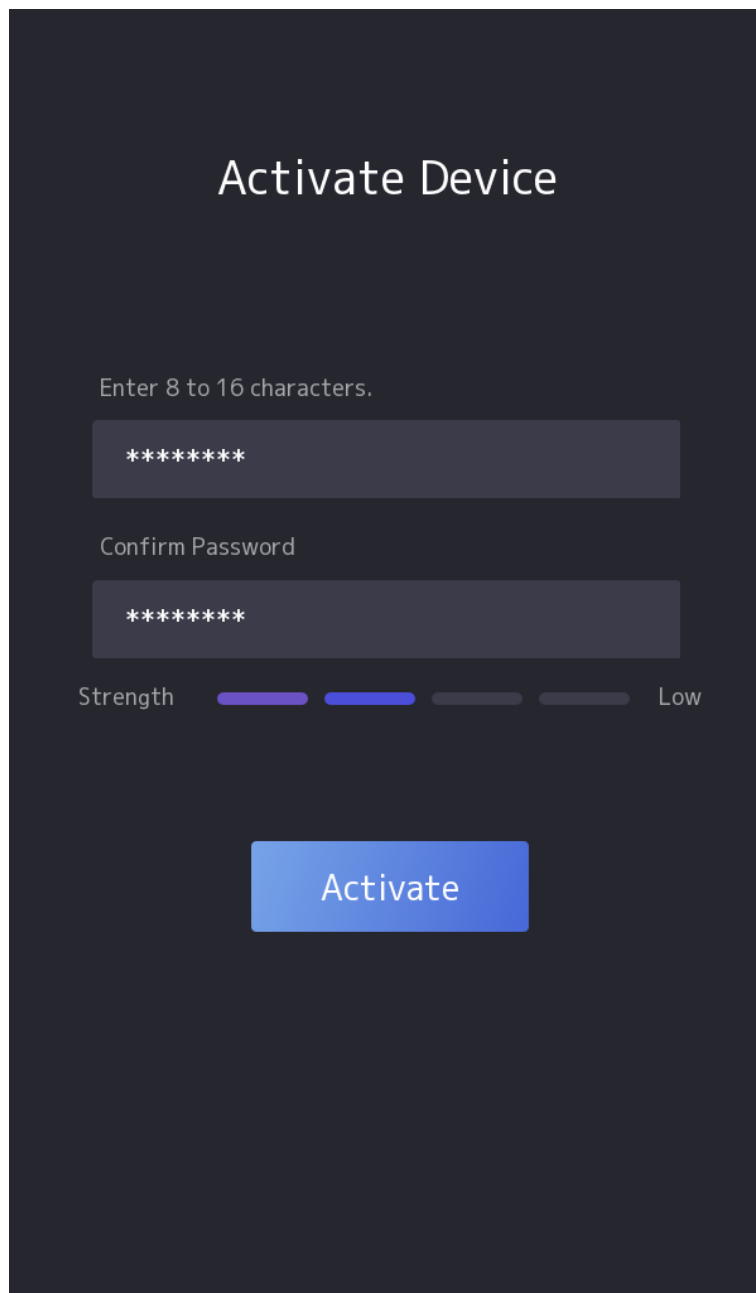 Activate Device
Enter 8 to 16 characters.
********
Confirm Password
********
Strength Low
Activate